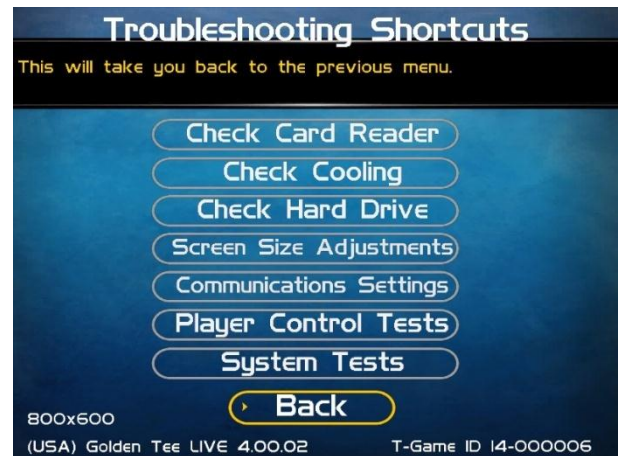 Troubleshooting Shortcuts
This will take you back to the previous menu.
Check Card Reader
Check Cooling
Check Hard Drive
Screen Size Adjustments
Communications Settings
Player Control Tests
System Tests
Back
800x600
(USA) Golden Tee LIVE 4.00.02 T-Game ID 14-000006